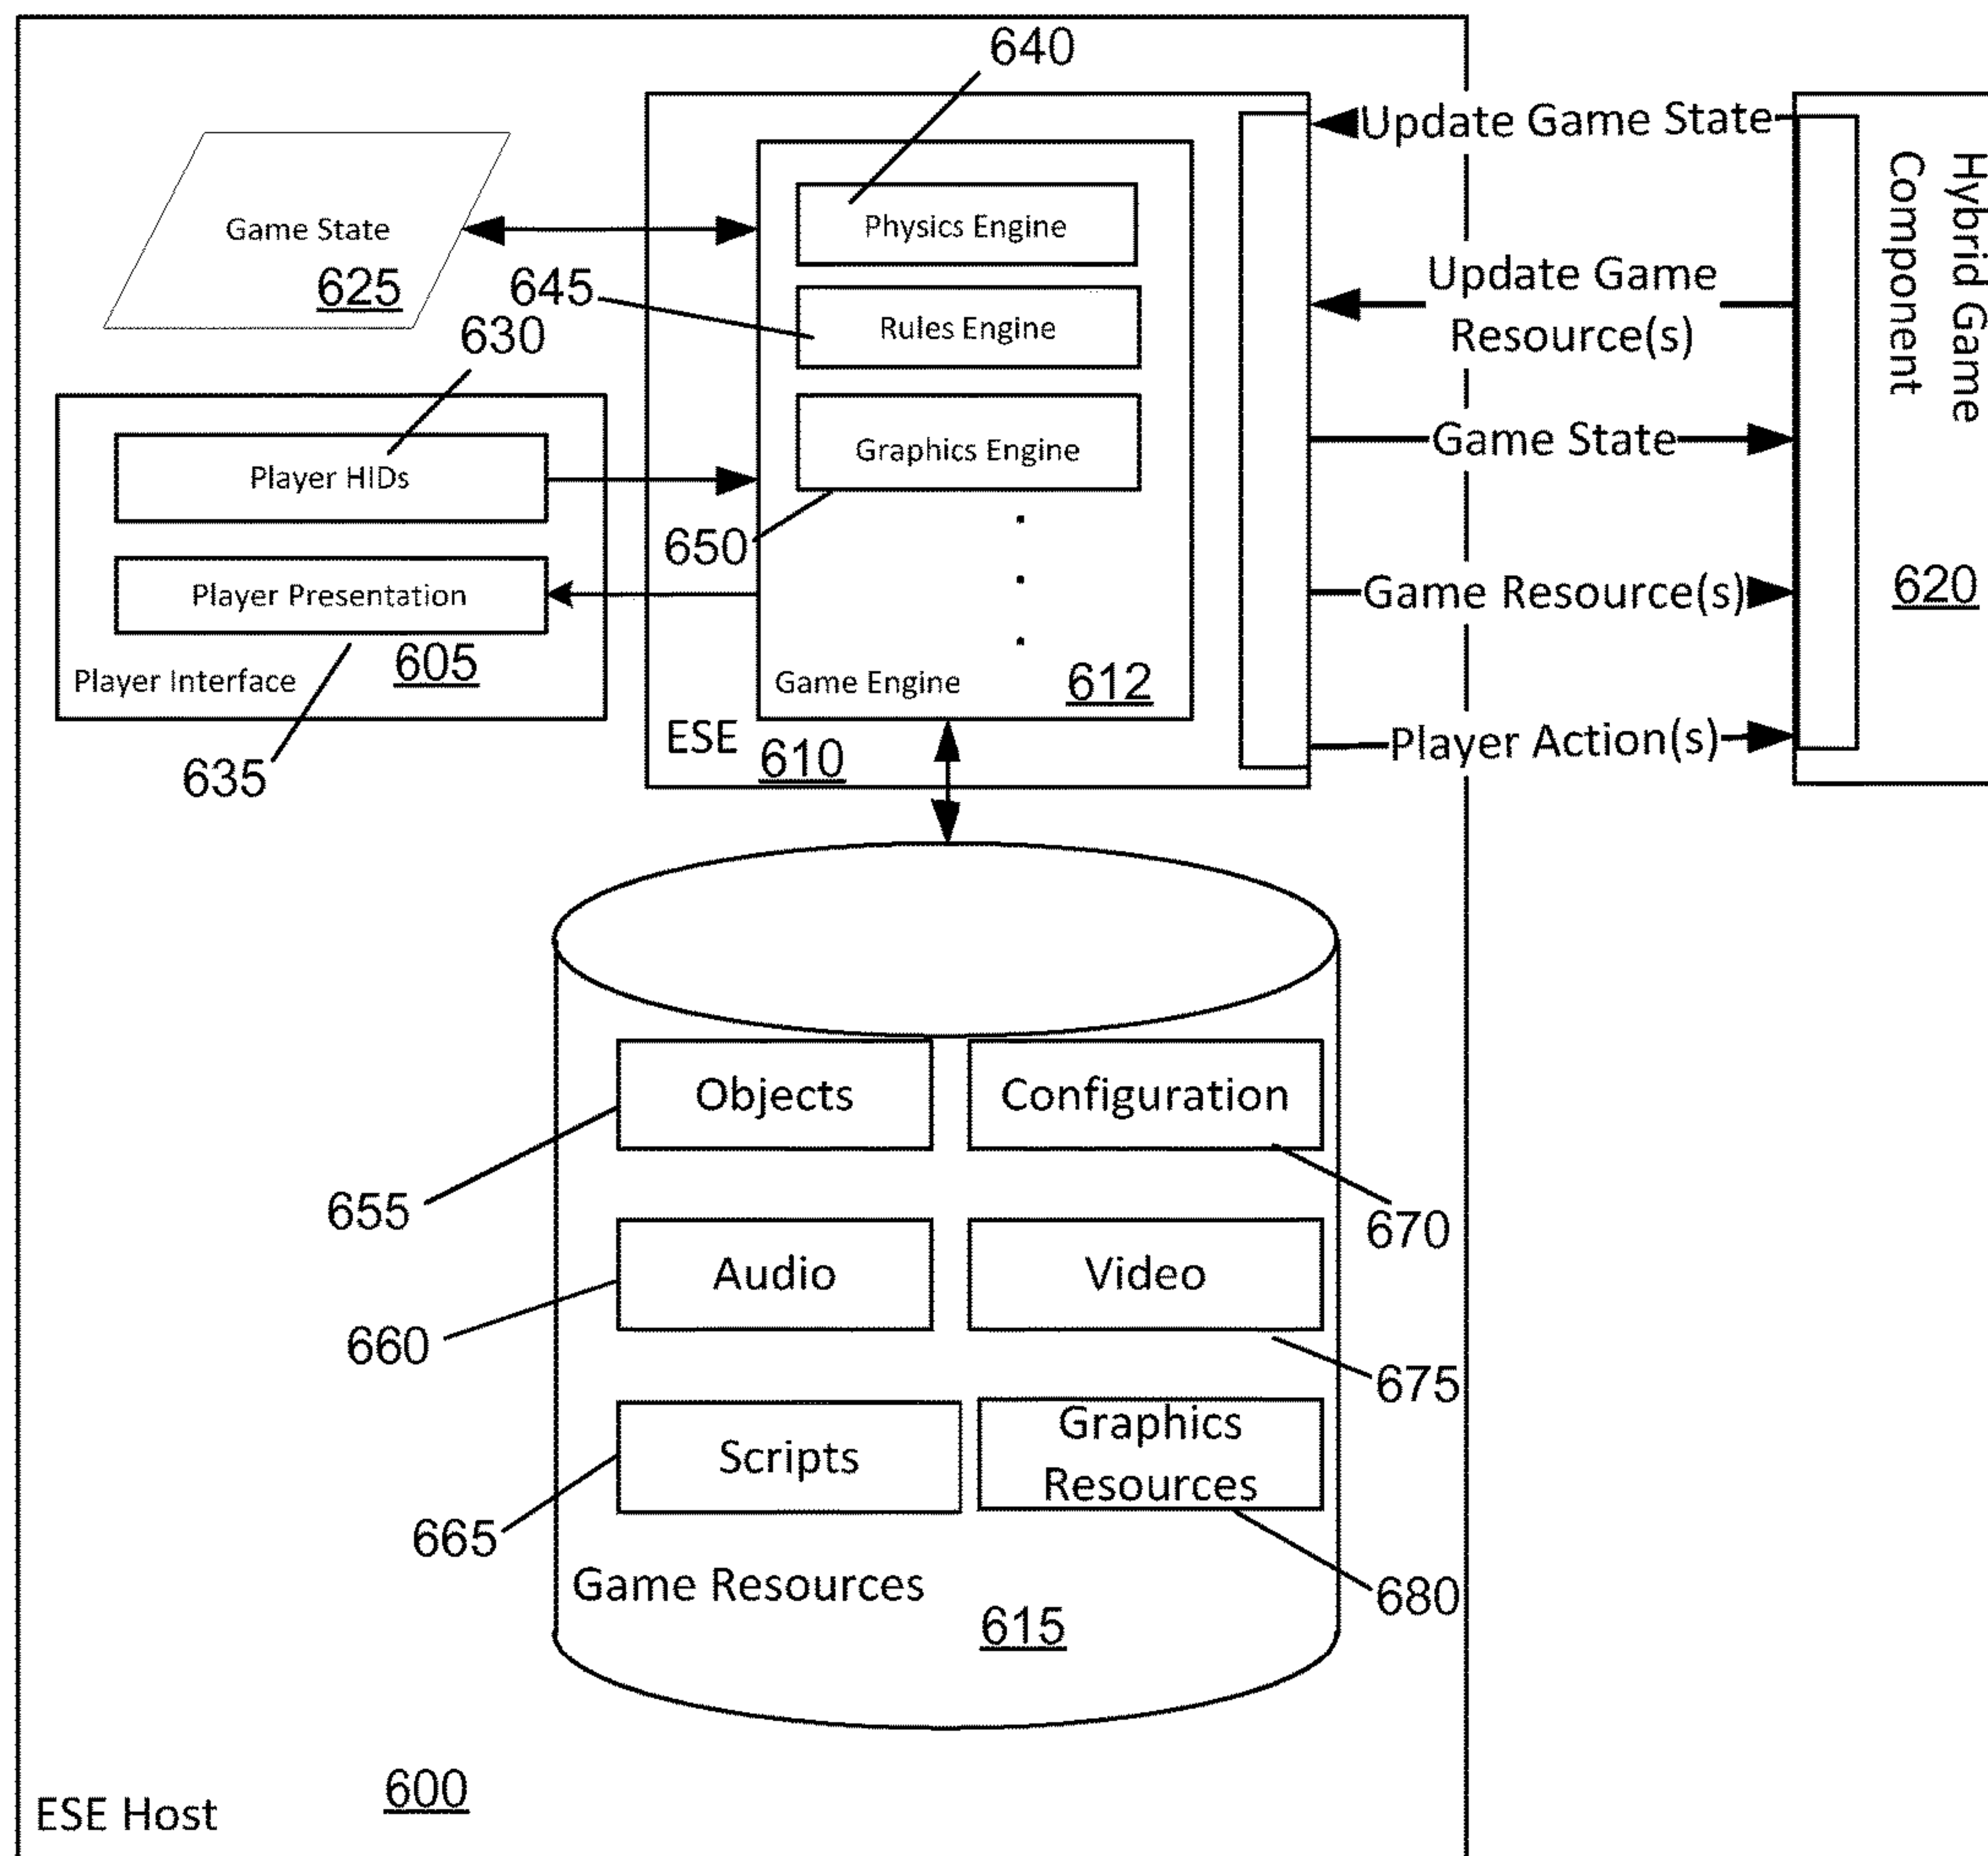 640
Update Game State
Hybrid Game
Component
Game State
625
Physics Engine
645
Rules Engine
Update Game
Resource(s)
630
Player HIDs
Graphics Engine
Game State
650
Player Presentation
605
Player Interface
635
Game Engine
612
ESE
610
Game Resource(s)
620
Player Action(s)
Objects
Configuration
655
670
Audio
Video
660
675
Scripts
Graphics
Resources
665
680
Game Resources
615
600
ESE Host